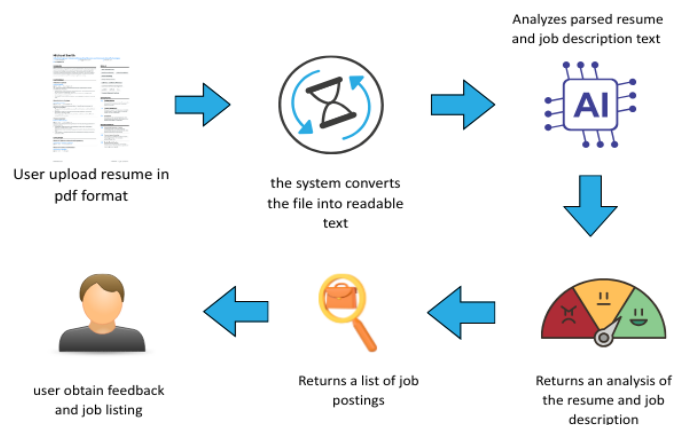 User upload resume in
pdf format
the system converts
the file into readable
text
Analyzes parsed resume
and job description text
AI
Returns an analysis of
the resume and job
description
Returns a list of job
postings
user obtain feedback
and job listing